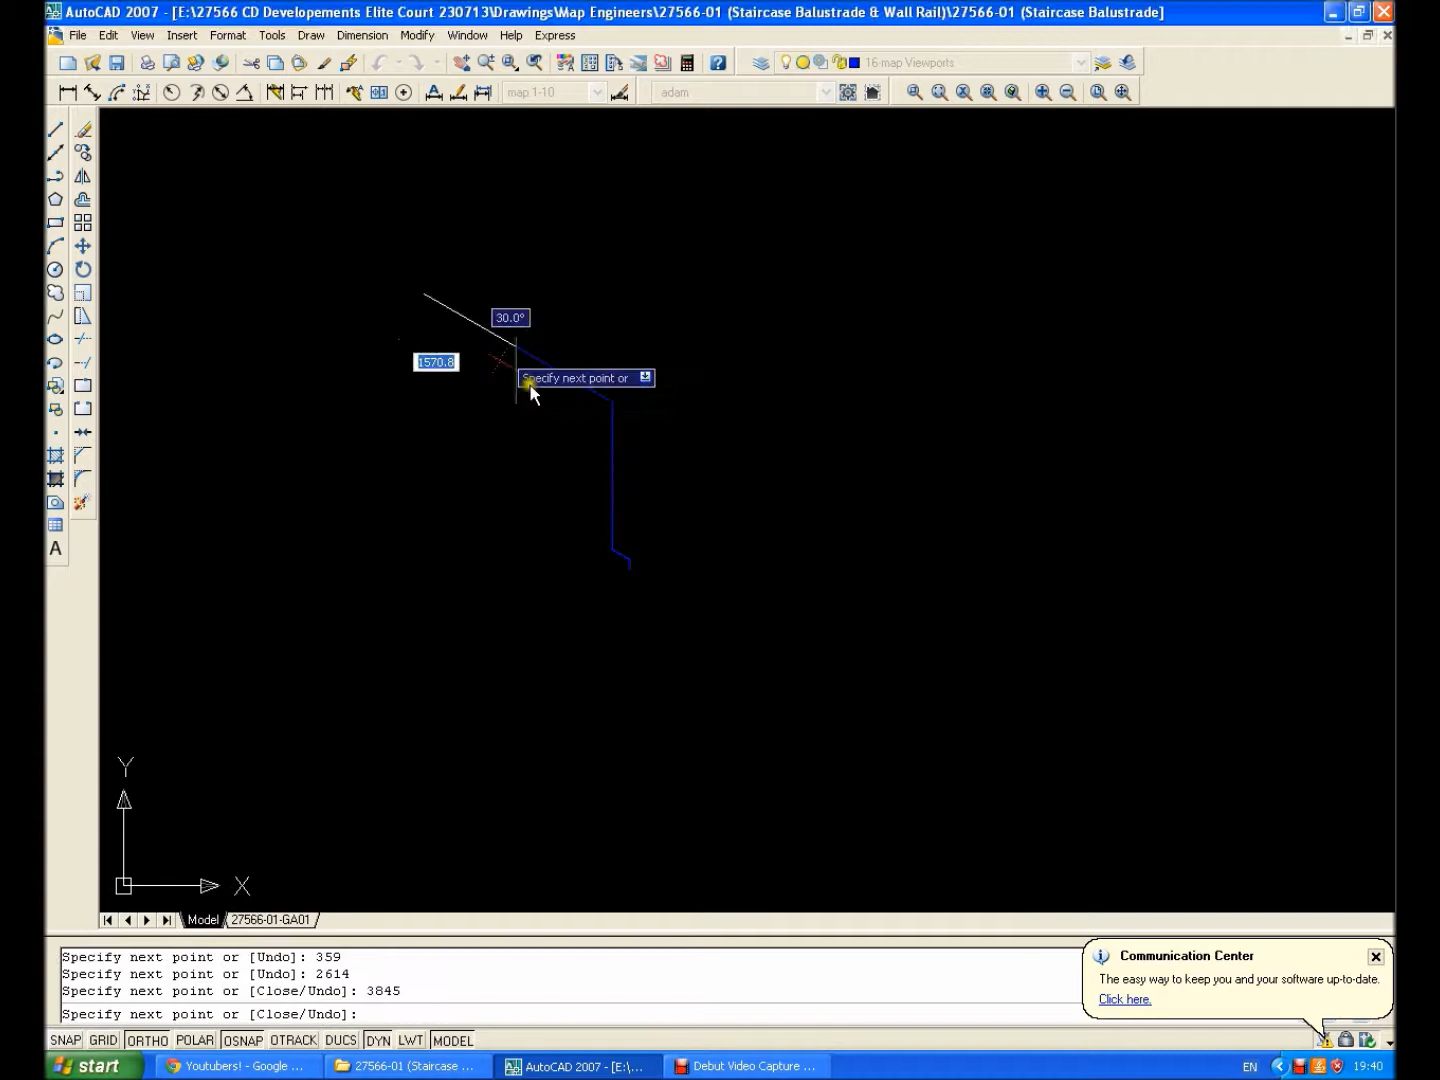 AutoCAD 2007 - [E:\27566 CD Developements Elite Court 230713\Drawings\Map Engineers\27566-01 (Staircase Balustrade & Wall Rail)\27566-01 (Staircase Balustrade)]
File Edit View Insert Format Tools Draw Dimension Modify Window Help Express
16 map Viewports
map 1-10 adam
30.0°
1570.8
Specify next point or
Y
X
A
Model 27566-01-GA01
Specify next point or [Undo]: 359
Specify next point or [Undo]: 2614
Specify next point or [Close/Undo]: 3845
Specify next point or [Close/Undo]:
Communication Center
The easy way to keep you and your software up-to-date.
Click here.
SNAP GRID ORTHO POLAR OSNAP OTRACK DUCS DYN LWT MODEL
start Youtubers! - Google ... 27566-01 (Staircase ... AutoCAD 2007 - [E:\... Debut Video Capture ... EN 19:40